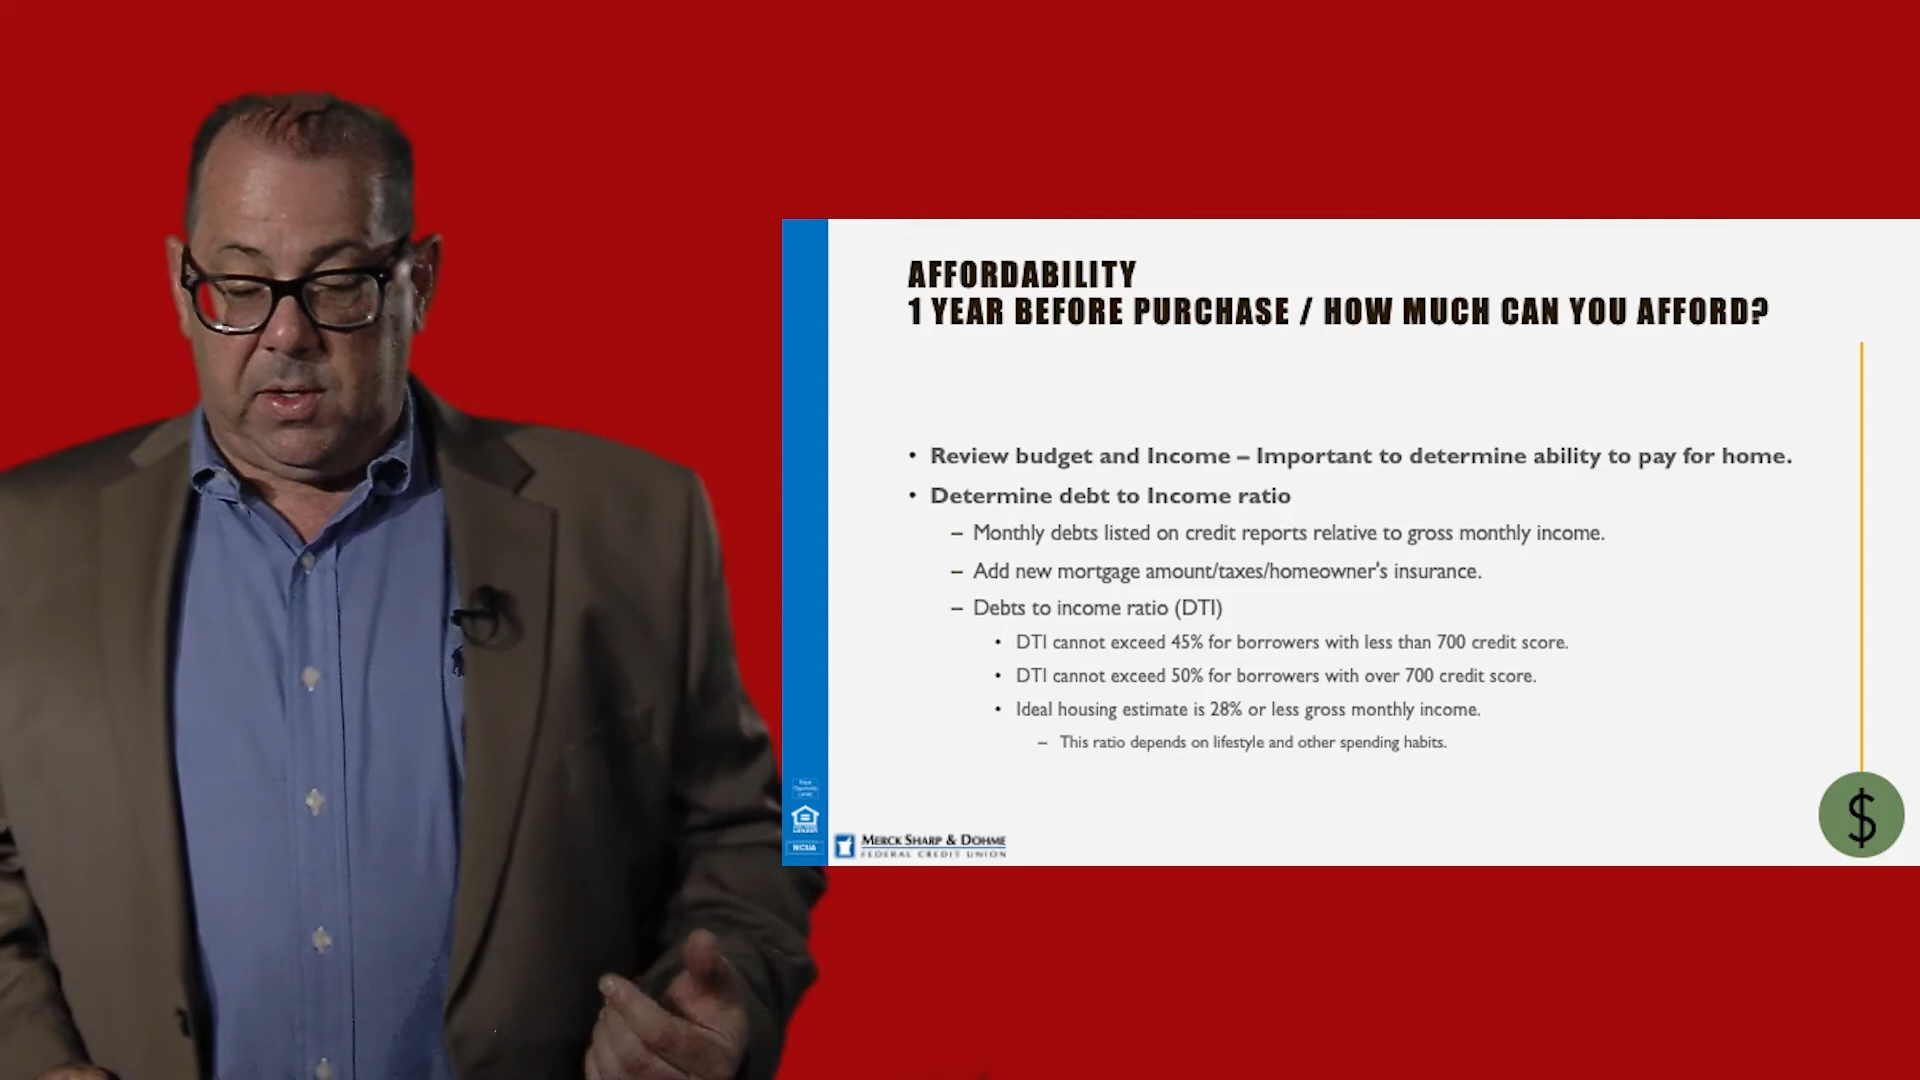 AFFORDABILITY
1 YEAR BEFORE PURCHASE / HOW MUCH CAN YOU AFFORD?
• Review budget and Income – Important to determine ability to pay for home.
• Determine debt to Income ratio
– Monthly debts listed on credit reports relative to gross monthly income.
– Add new mortgage amount/taxes/homeowner's insurance.
– Debts to income ratio (DTI)
• DTI cannot exceed 45% for borrowers with less than 700 credit score.
• DTI cannot exceed 50% for borrowers with over 700 credit score.
• Ideal housing estimate is 28% or less gross monthly income.
– This ratio depends on lifestyle and other spending habits.
$
NCUA
MERCK SHARP & DOHME
FEDERAL CREDIT UNION